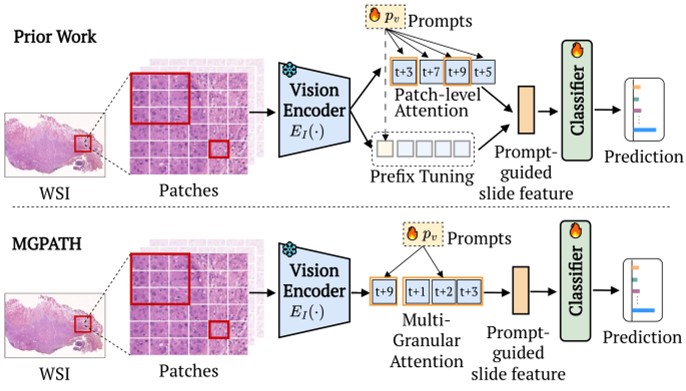 Prior Work
p_v Prompts
t+3 t+7 t+9 t+5
Patch-level
Attention
Vision
Encoder
E_I(·)
Classifier
Prefix Tuning
Prompt-
guided
slide feature
Prediction
WSI
Patches
MGPATH
p_v Prompts
Vision
Encoder
E_I(·)
t+9 t+1 t+2 t+3
Multi-
Granular
Attention
Classifier
Prompt-
guided
slide feature
Prediction
WSI
Patches